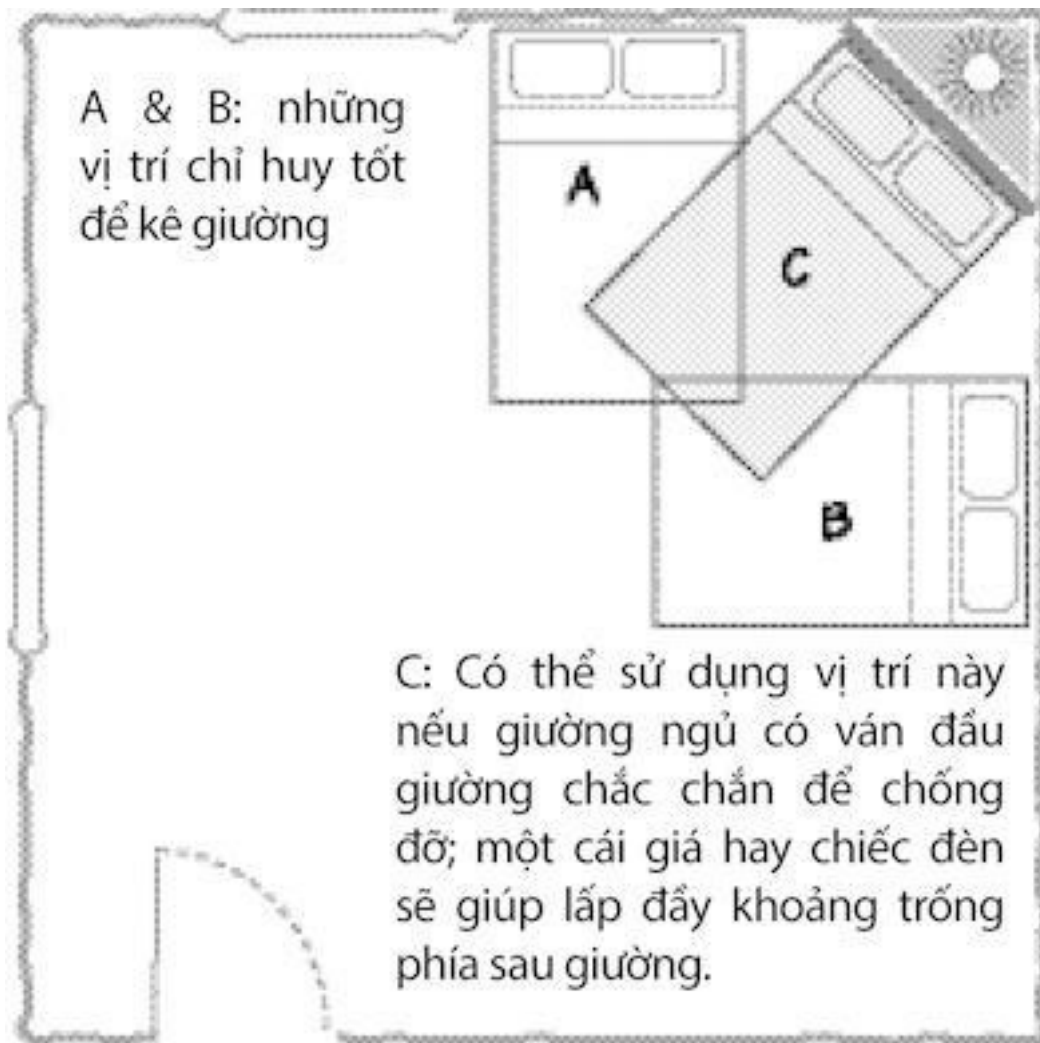 A & B: những
vị trí chỉ huy tốt
để kê giường
A
C
B
C: Có thể sử dụng vị trí này
nếu giường ngủ có ván đầu
giường chắc chắn để chống
đỡ; một cái giá hay chiếc đèn
sẽ giúp lấp đầy khoảng trống
phía sau giường.